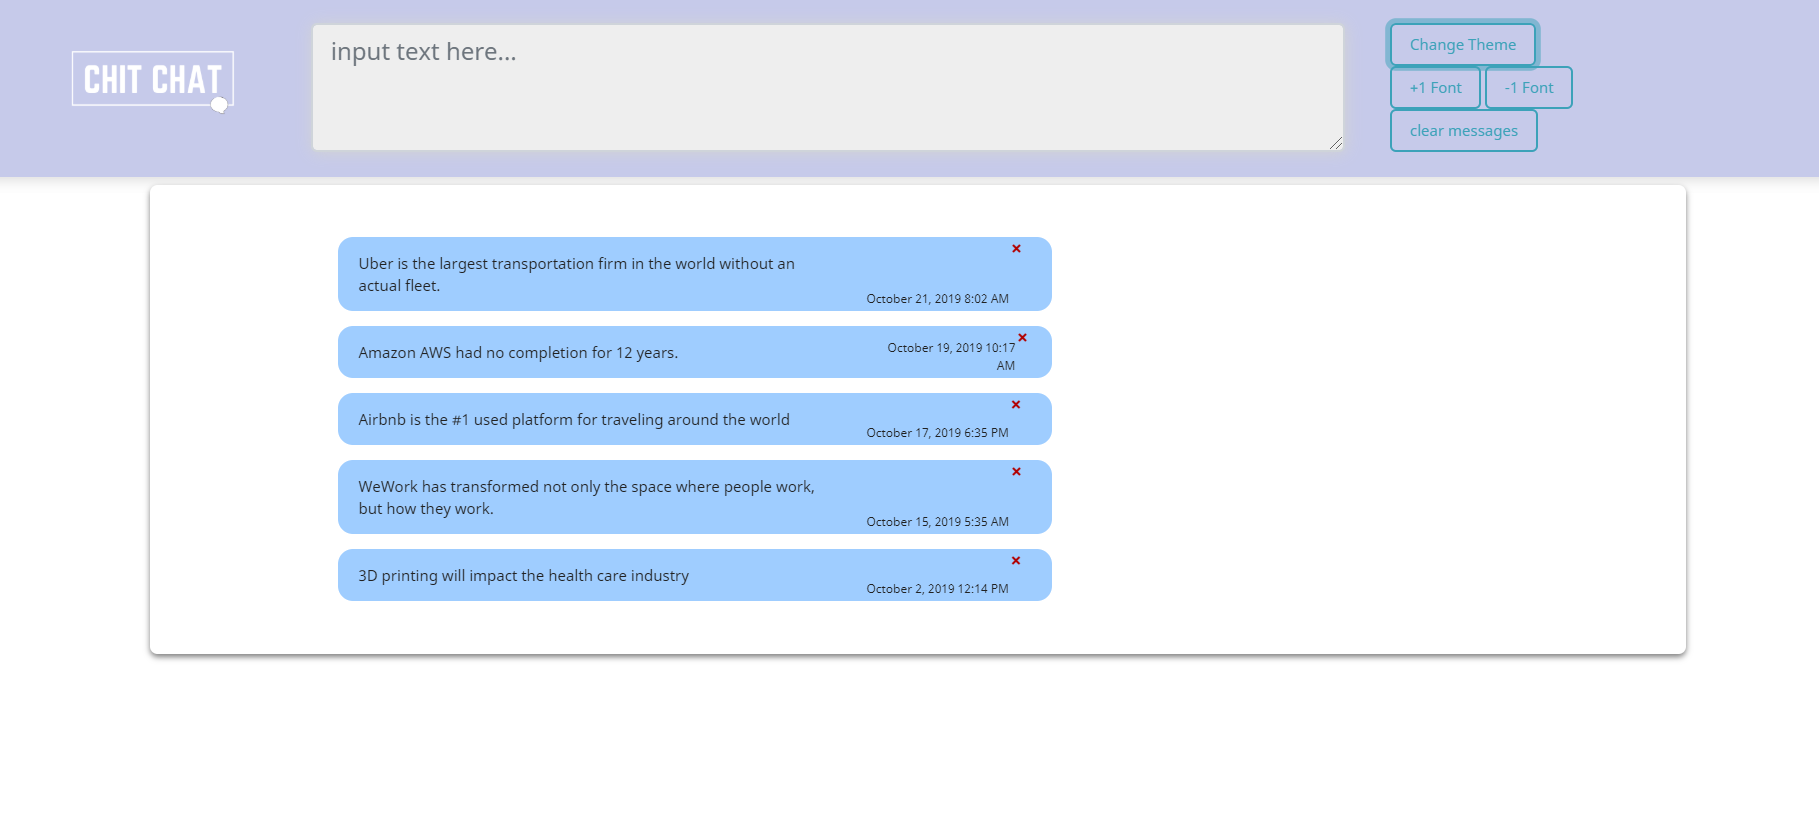 CHIT CHAT
input text here...
Change Theme
+1 Font
-1 Font
clear messages
×
Uber is the largest transportation firm in the world without an
actual fleet.
October 21, 2019 8:02 AM
×
Amazon AWS had no completion for 12 years.
October 19, 2019 10:17
AM
×
Airbnb is the #1 used platform for traveling around the world
October 17, 2019 6:35 PM
×
WeWork has transformed not only the space where people work,
but how they work.
October 15, 2019 5:35 AM
×
3D printing will impact the health care industry
October 2, 2019 12:14 PM